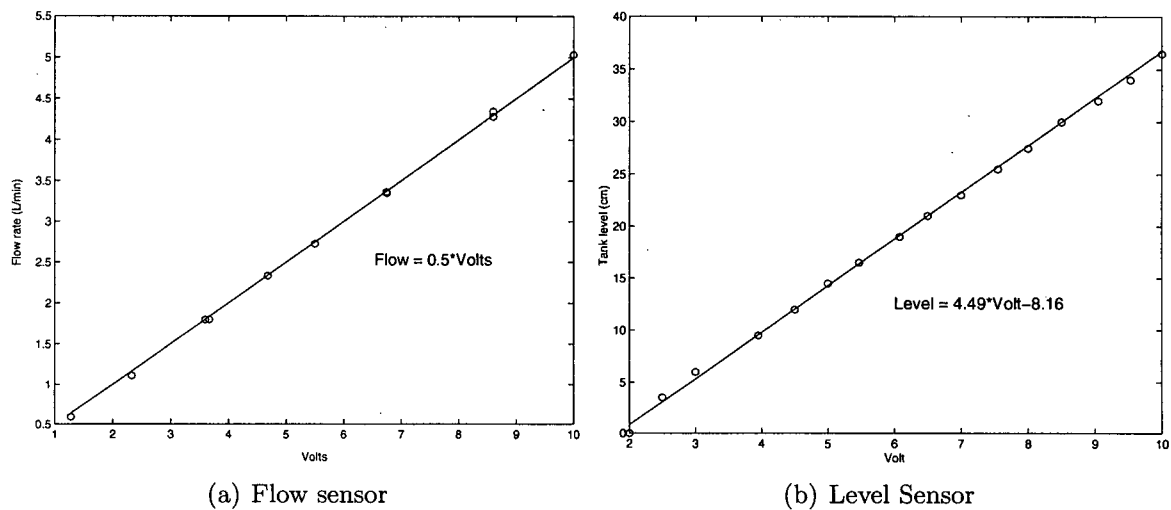 5.5
5
4.5
4
3.5
3
2.5
2
1.5
1
0.5
Flow rate (L/min)
Flow = 0.5*Volts
1 2 3 4 5 6 7 8 9 10
Volts
(a) Flow sensor
40
35
30
25
20
15
10
5
0
Tank level (cm)
Level = 4.49*Volt−8.16
2 3 4 5 6 7 8 9 10
Volt
(b) Level Sensor